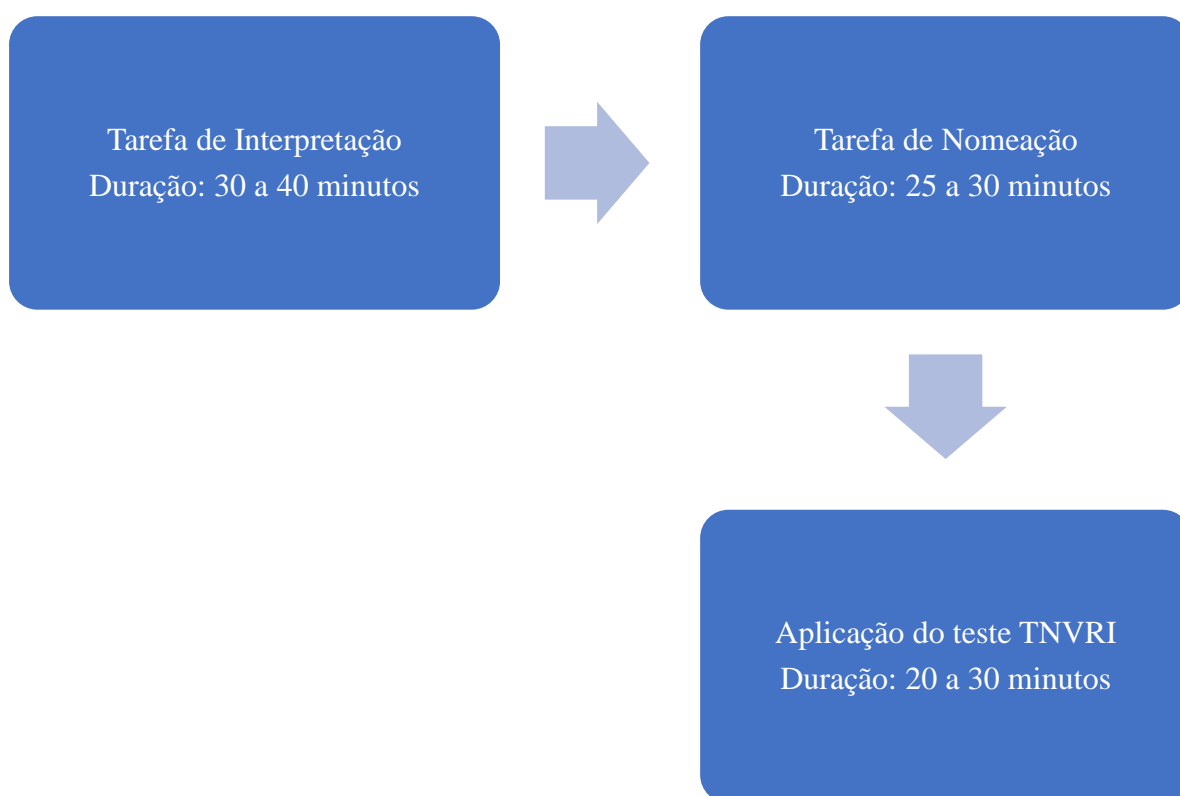 Tarefa de Interpretação
Duração: 30 a 40 minutos
Tarefa de Nomeação
Duração: 25 a 30 minutos
Aplicação do teste TNVRI
Duração: 20 a 30 minutos